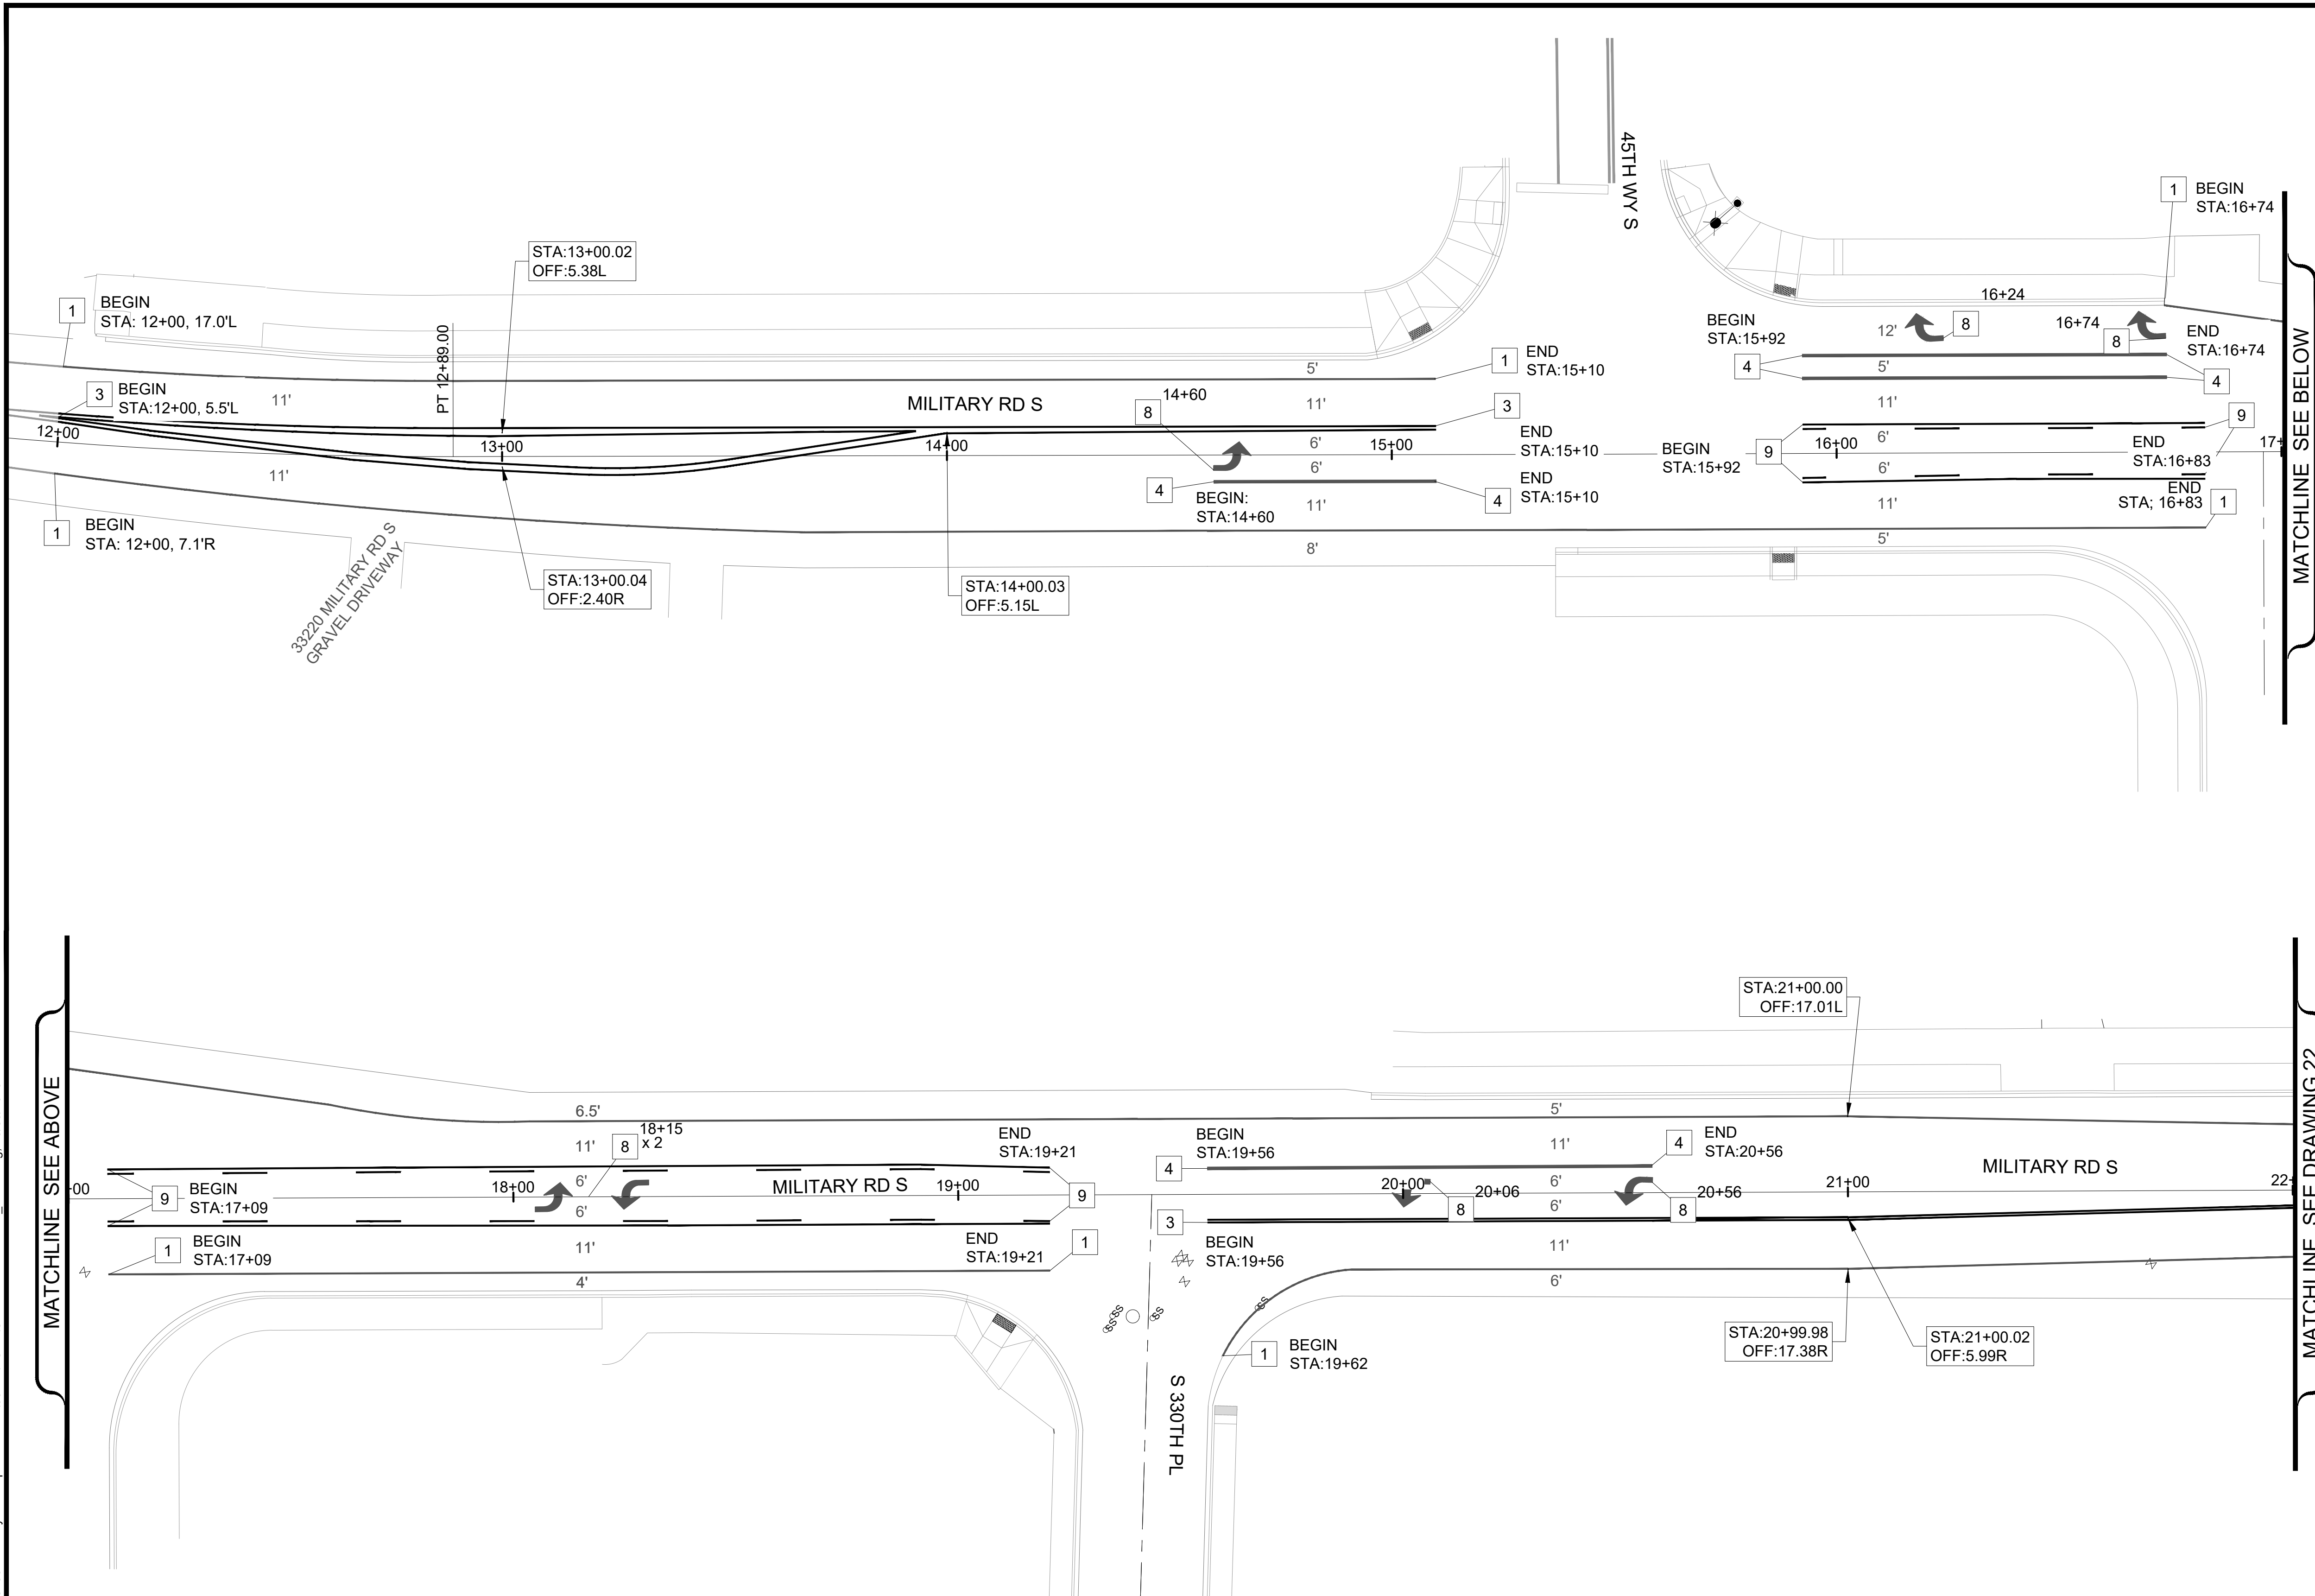 45TH WY S
1
BEGIN
STA:16+74
STA:13+00.02
OFF:5.38L
1
BEGIN
STA: 12+00, 17.0'L
PT 12+89.00
16+24
BEGIN
STA:15+92
12'
8
16+74
8
END
STA:16+74
4
5'
4
1
END
STA:15+10
5'
3
BEGIN
STA:12+00, 5.5'L
11'
MILITARY RD S
8
14+60
11'
3
11'
9
12+00
13+00
14+00
6'
15+00
END
STA:15+10
BEGIN
STA:15+92
9
16+00
6'
END
STA:16+83
17+
11'
6'
6'
4
BEGIN:
STA:14+60
4
END
STA:15+10
END
STA; 16+83
1
11'
11'
1
BEGIN
STA: 12+00, 7.1'R
8'
5'
33220 MILITARY RD S
GRAVEL DRIVEWAY
STA:13+00.04
OFF:2.40R
STA:14+00.03
OFF:5.15L
MATCHLINE SEE BELOW
MATCHLINE SEE ABOVE
STA:21+00.00
OFF:17.01L
6.5'
5'
11'
8
18+15
x 2
END
STA:19+21
BEGIN
STA:19+56
11'
4
END
STA:20+56
MILITARY RD S
4
-00
9
BEGIN
STA:17+09
18+00
6'
MILITARY RD S
19+00
9
20+00
6'
20+06
20+56
21+00
22+
6'
6'
8
8
3
1
BEGIN
STA:17+09
11'
END
STA:19+21
1
BEGIN
STA:19+56
11'
4'
6'
SS
SS
SS
SS
1
BEGIN
STA:19+62
STA:20+99.98
OFF:17.38R
STA:21+00.02
OFF:5.99R
S 330TH PL
MATCHLINE SEE DRAWING 22